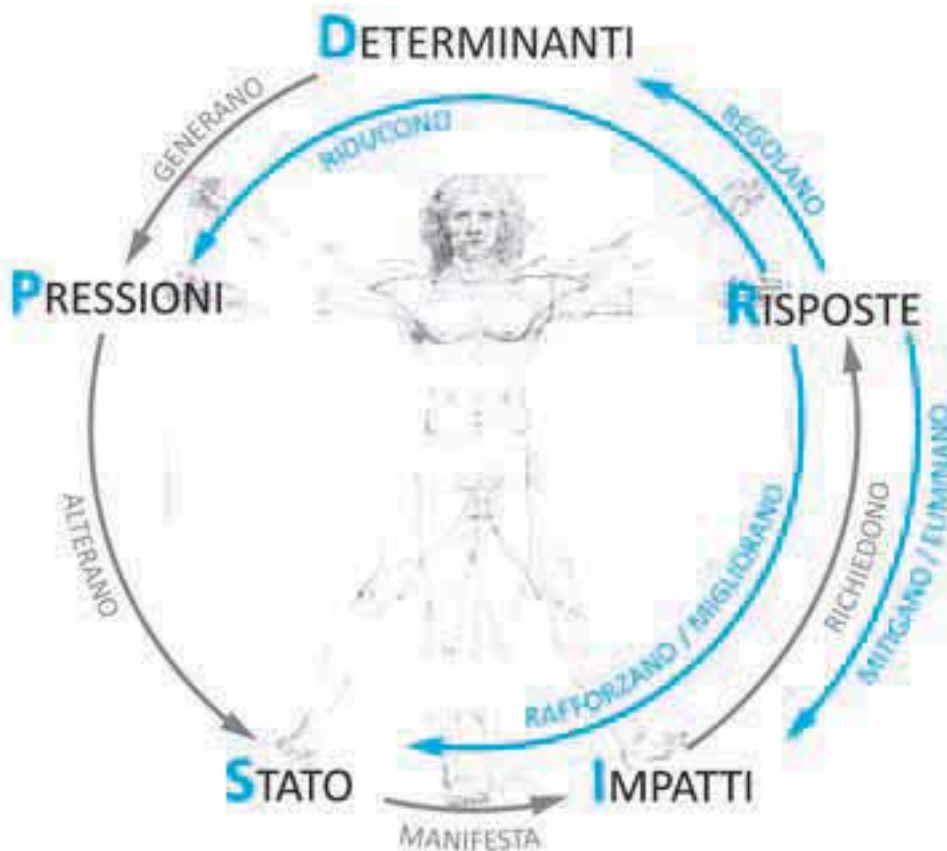 DETERMINANTI
GENERANO
RIDUCONO
REGOLANO
PRESSIONI
RISPOSTE
ALTERANO
RAFFORZANO / MIGLIORANO
RICHIEDONO
MITIGANO / ELIMINANO
STATO
IMPATTI
MANIFESTA